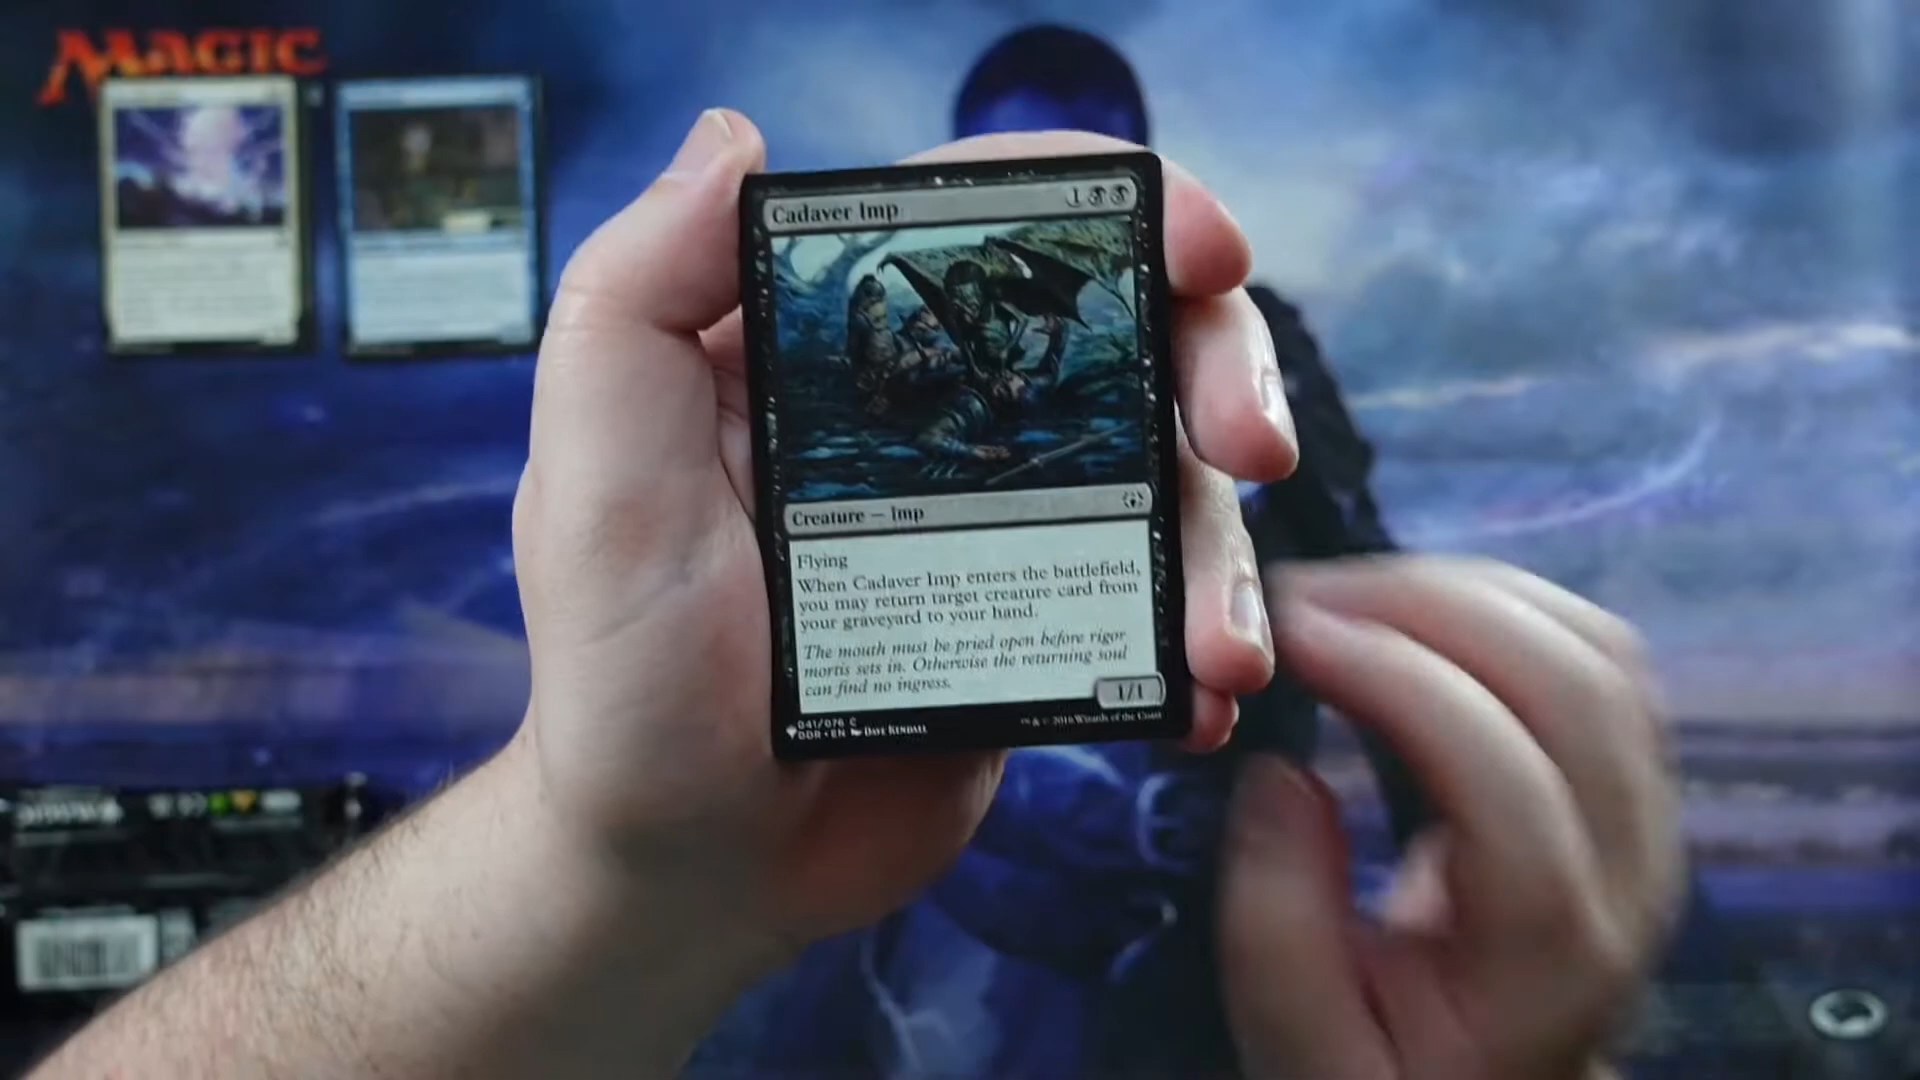 MAGIC
Cadaver Imp
1
Creature — Imp
Flying
When Cadaver Imp enters the battlefield,
you may return target creature card from
your graveyard to your hand.
The mouth must be pried open before rigor
mortis sets in. Otherwise the returning soul
can find no ingress.
1/1
041/076 C
DDR • EN Dave Kendall
™ & © 2016 Wizards of the Coast